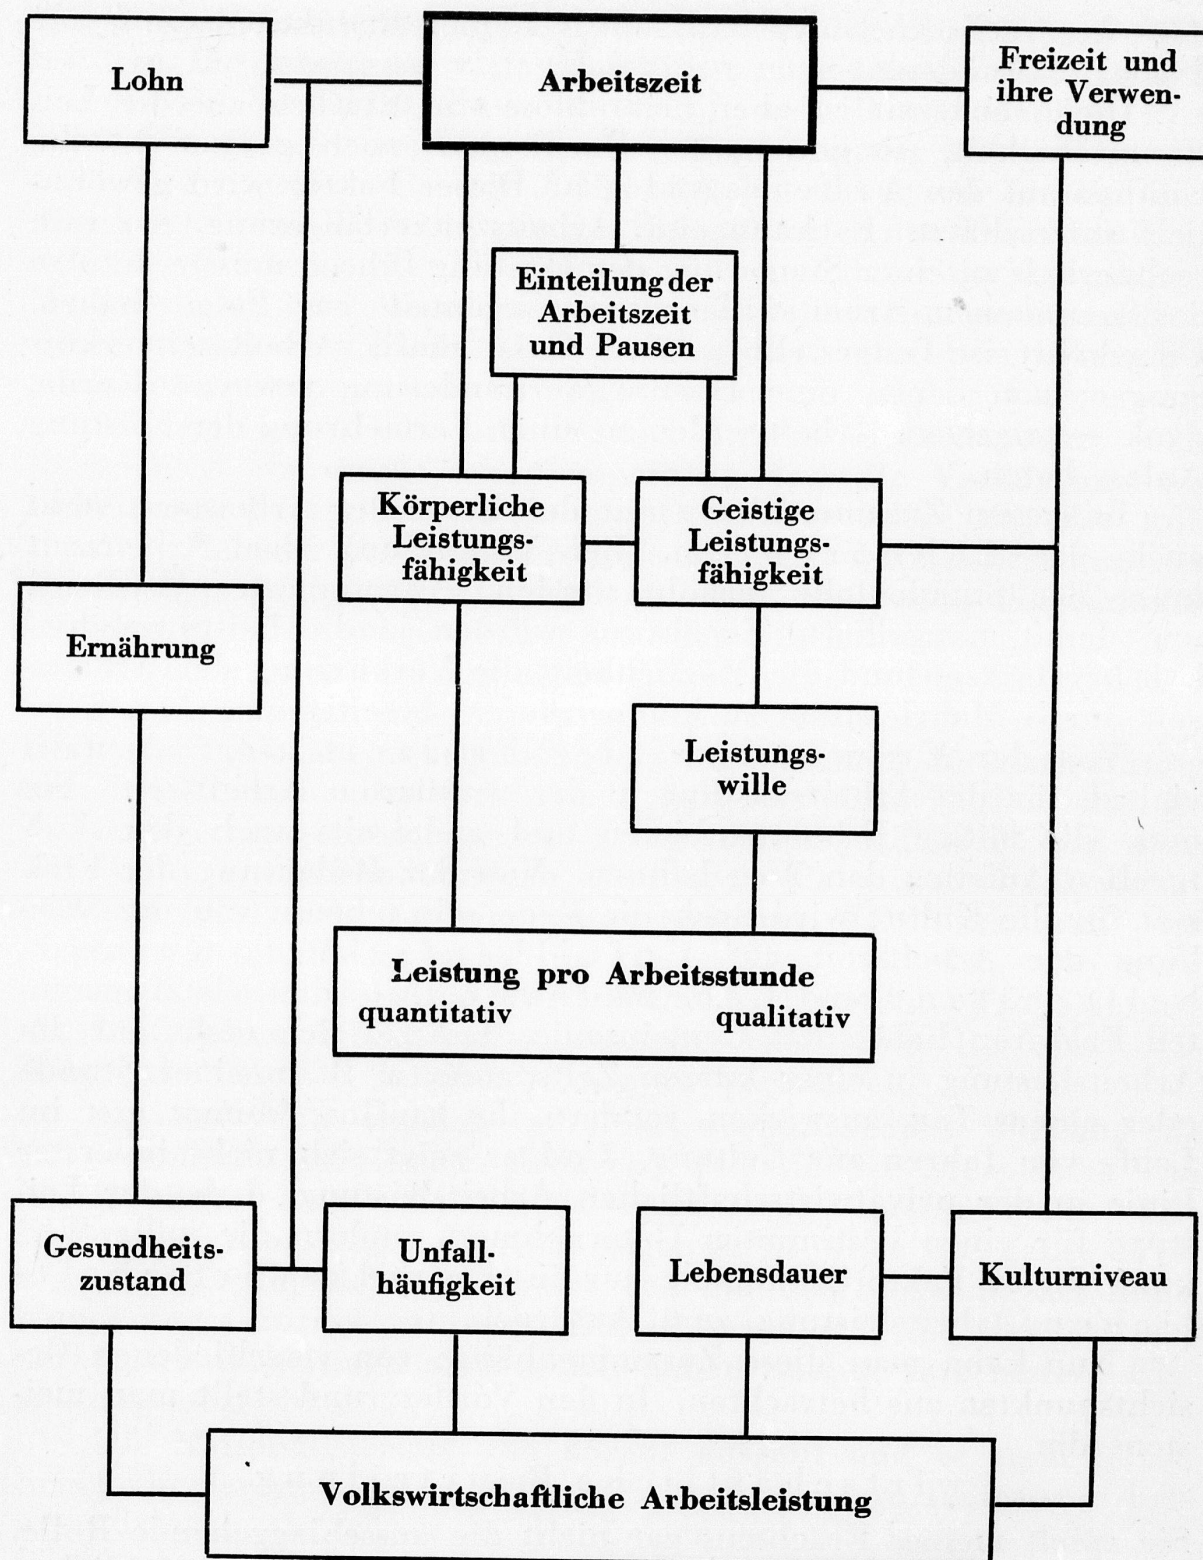 Lohn
Arbeitszeit
Freizeit und
ihre Verwen-
dung
Einteilung der
Arbeitszeit
und Pausen
Körperliche
Leistungs-
fähigkeit
Geistige
Leistungs-
fähigkeit
Ernährung
Leistungs-
wille
Leistung pro Arbeitsstunde
quantitativ qualitativ
Gesundheits-
zustand
Unfall-
häufigkeit
Lebensdauer
Kulturniveau
Volkswirtschaftliche Arbeitsleistung